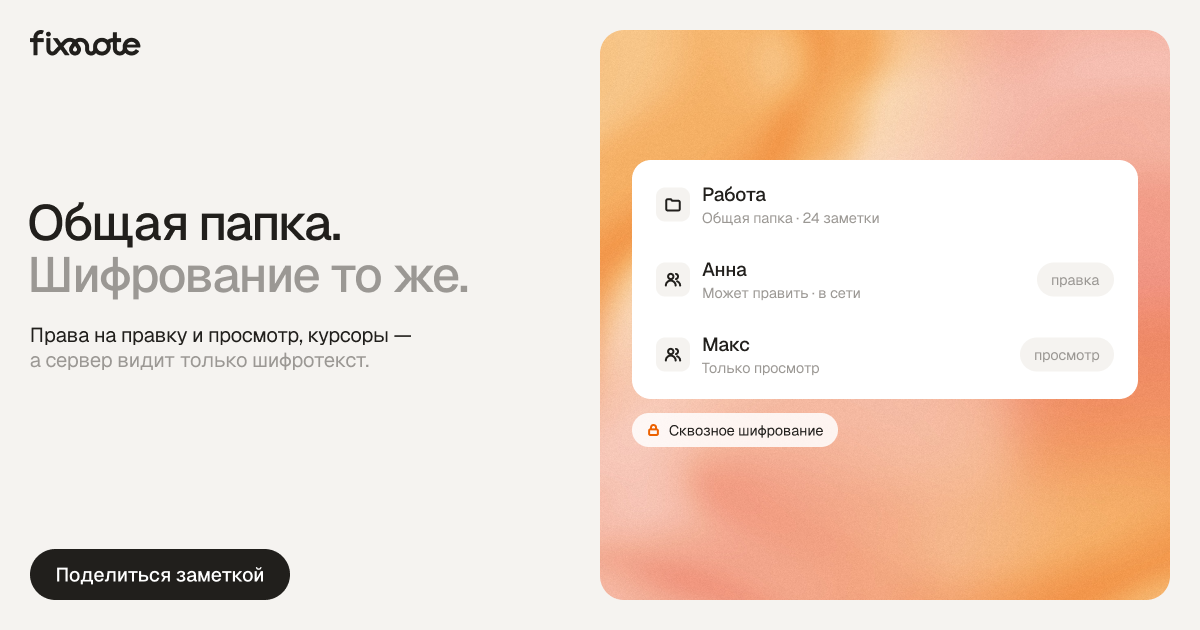 fixnote
Общая папка.
Шифрование то же.
Права на правку и просмотр, курсоры —
а сервер видит только шифротекст.
Поделиться заметкой
Работа
Общая папка · 24 заметки
Анна
Может править · в сети
правка
Макс
Только просмотр
просмотр
Сквозное шифрование